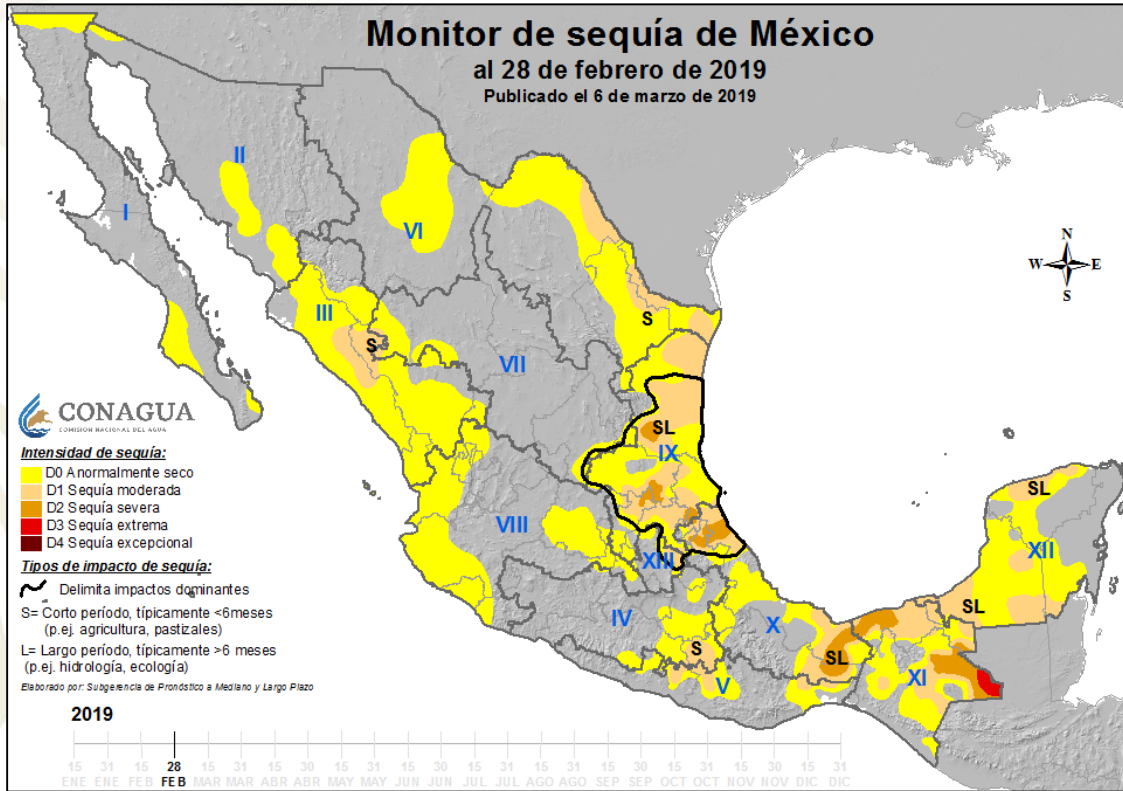 Monitor de sequía de México
al 28 de febrero de 2019
Publicado el 6 de marzo de 2019
I
II
III
IV
V
VI
VII
VIII
IX
X
XI
XII
XIII
S
S
S
SL
SL
SL
SL
N
W E
S
CONAGUA
COMISIÓN NACIONAL DEL AGUA
Intensidad de sequía:
D0 Anormalmente seco
D1 Sequía moderada
D2 Sequía severa
D3 Sequía extrema
D4 Sequía excepcional
Tipos de impacto de sequía:
Delimita impactos dominantes
S= Corto período, típicamente <6meses
(p.ej. agricultura, pastizales)
L= Largo período, típicamente >6 meses
(p.ej. hidrología, ecología)
Elaborado por: Subgerencia de Pronóstico a Mediano y Largo Plazo
2019
15 31 15 28 15 31 15 30 15 31 15 30 15 31 15 31 15 30 15 31 15 30 15 31
ENE ENE FEB FEB MAR MAR ABR ABR MAY MAY JUN JUN JUL JUL AGO AGO SEP SEP OCT OCT NOV NOV DIC DIC